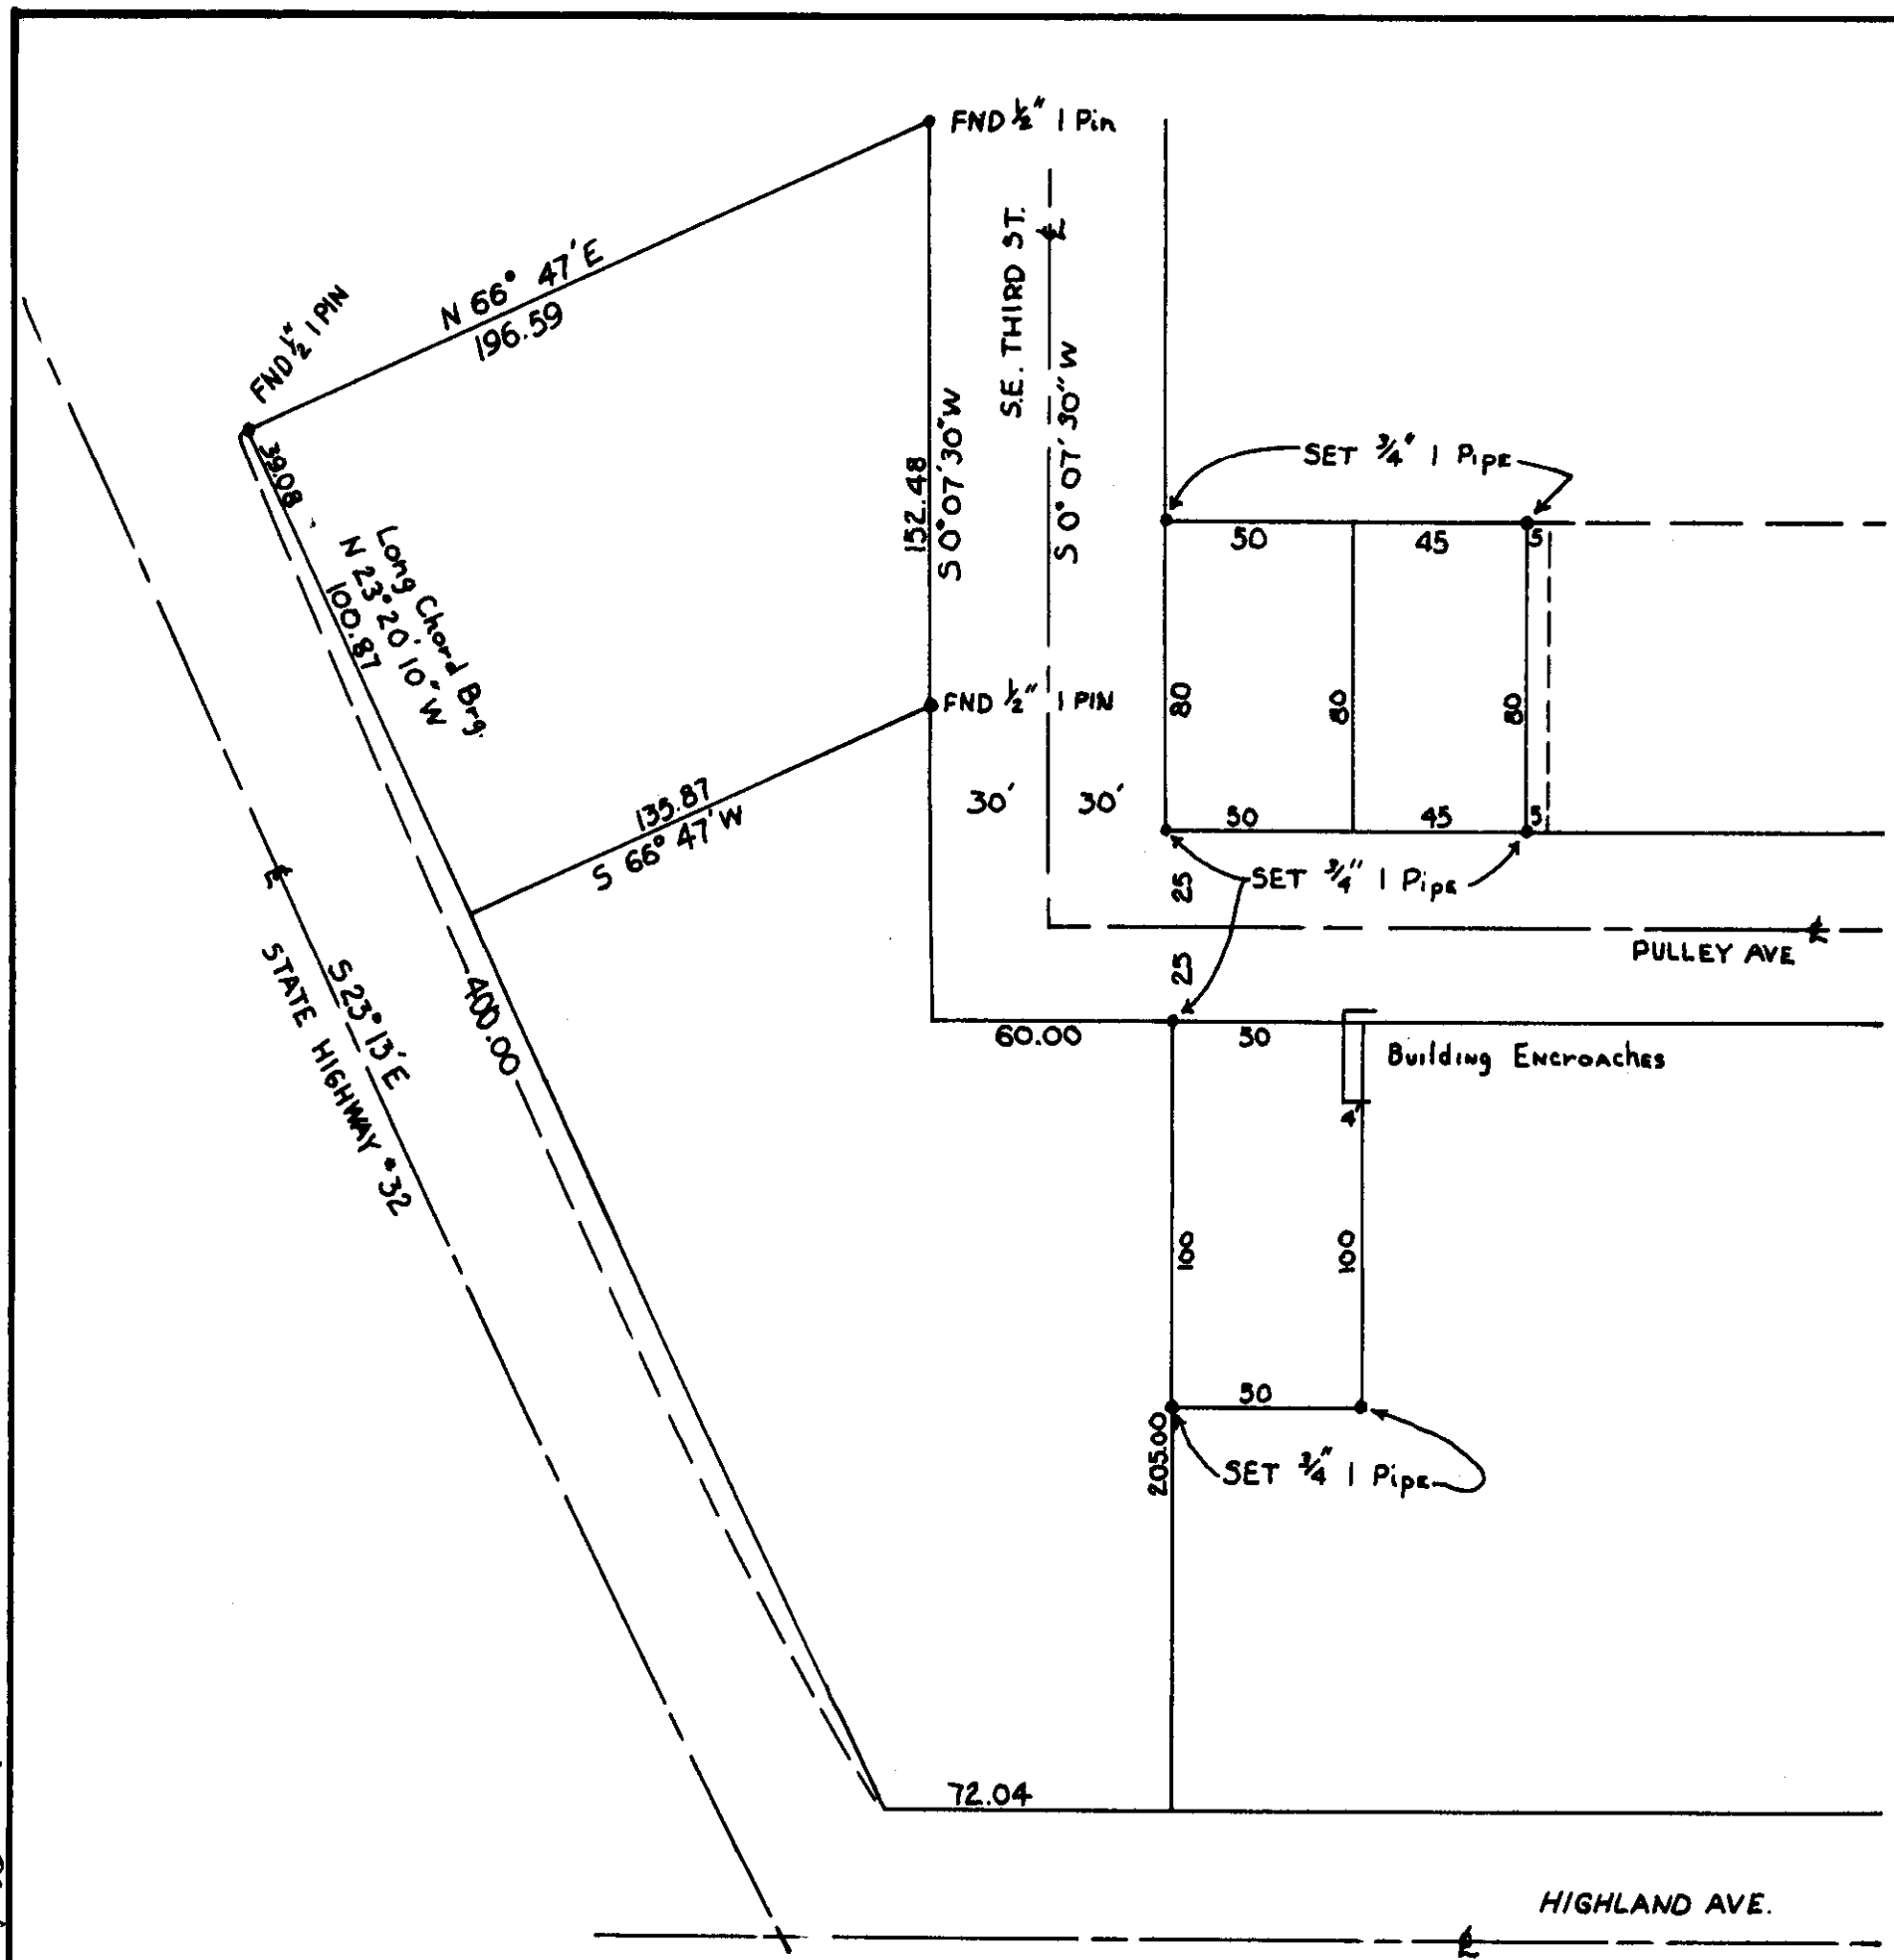 FND ½" I Pin
N 66° 47' E
196.59
FND ½" I PIN
39.08
Long Chord Brg.
N 23° 20' 10" W
100.87
152.48
S 0° 07' 30" W
S.E. THIRD ST.
S 0° 07' 30" W
SET ¾" I Pipe
50
45
5
80
80
80
FND ½" I PIN
135.87
S 66° 47' W
30'
30'
50
45
5
25
SET ¾" I Pipe
25
PULLEY AVE
S 23° 13' E
STATE HIGHWAY #32
400.00
60.00
50
Building Encroaches
4'
100
100
50
205.00
SET ¾" I Pipe
72.04
HIGHLAND AVE.